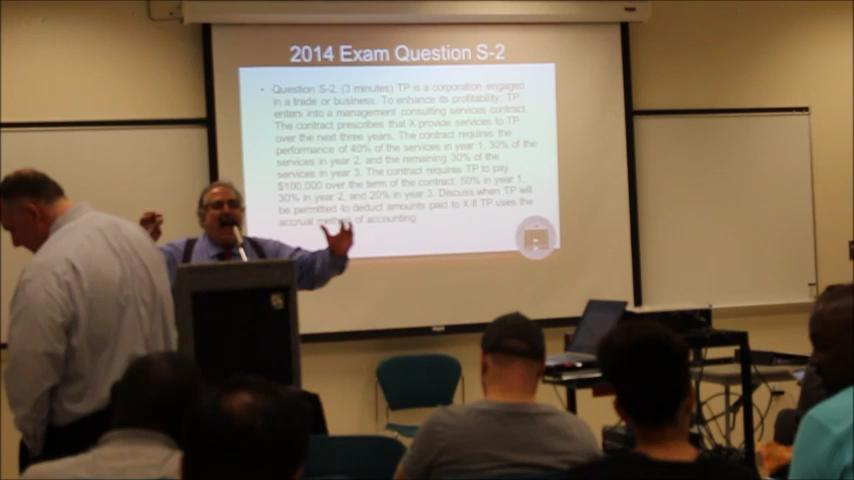 2014 Exam Question S-2
• Question S-2. (3 minutes) TP is a corporation engaged
in a trade or business. To enhance its profitability, TP
enters into a management consulting services contract.
The contract prescribes that X provide services to TP
over the next three years. The contract requires the
performance of 40% of the services in year 1, 30% of the
services in year 2, and the remaining 30% of the
services in year 3. The contract requires TP to pay
$100,000 over the term of the contract: 50% in year 1,
30% in year 2, and 20% in year 3. Discuss when TP will
be permitted to deduct amounts paid to X if TP uses the
accrual method of accounting